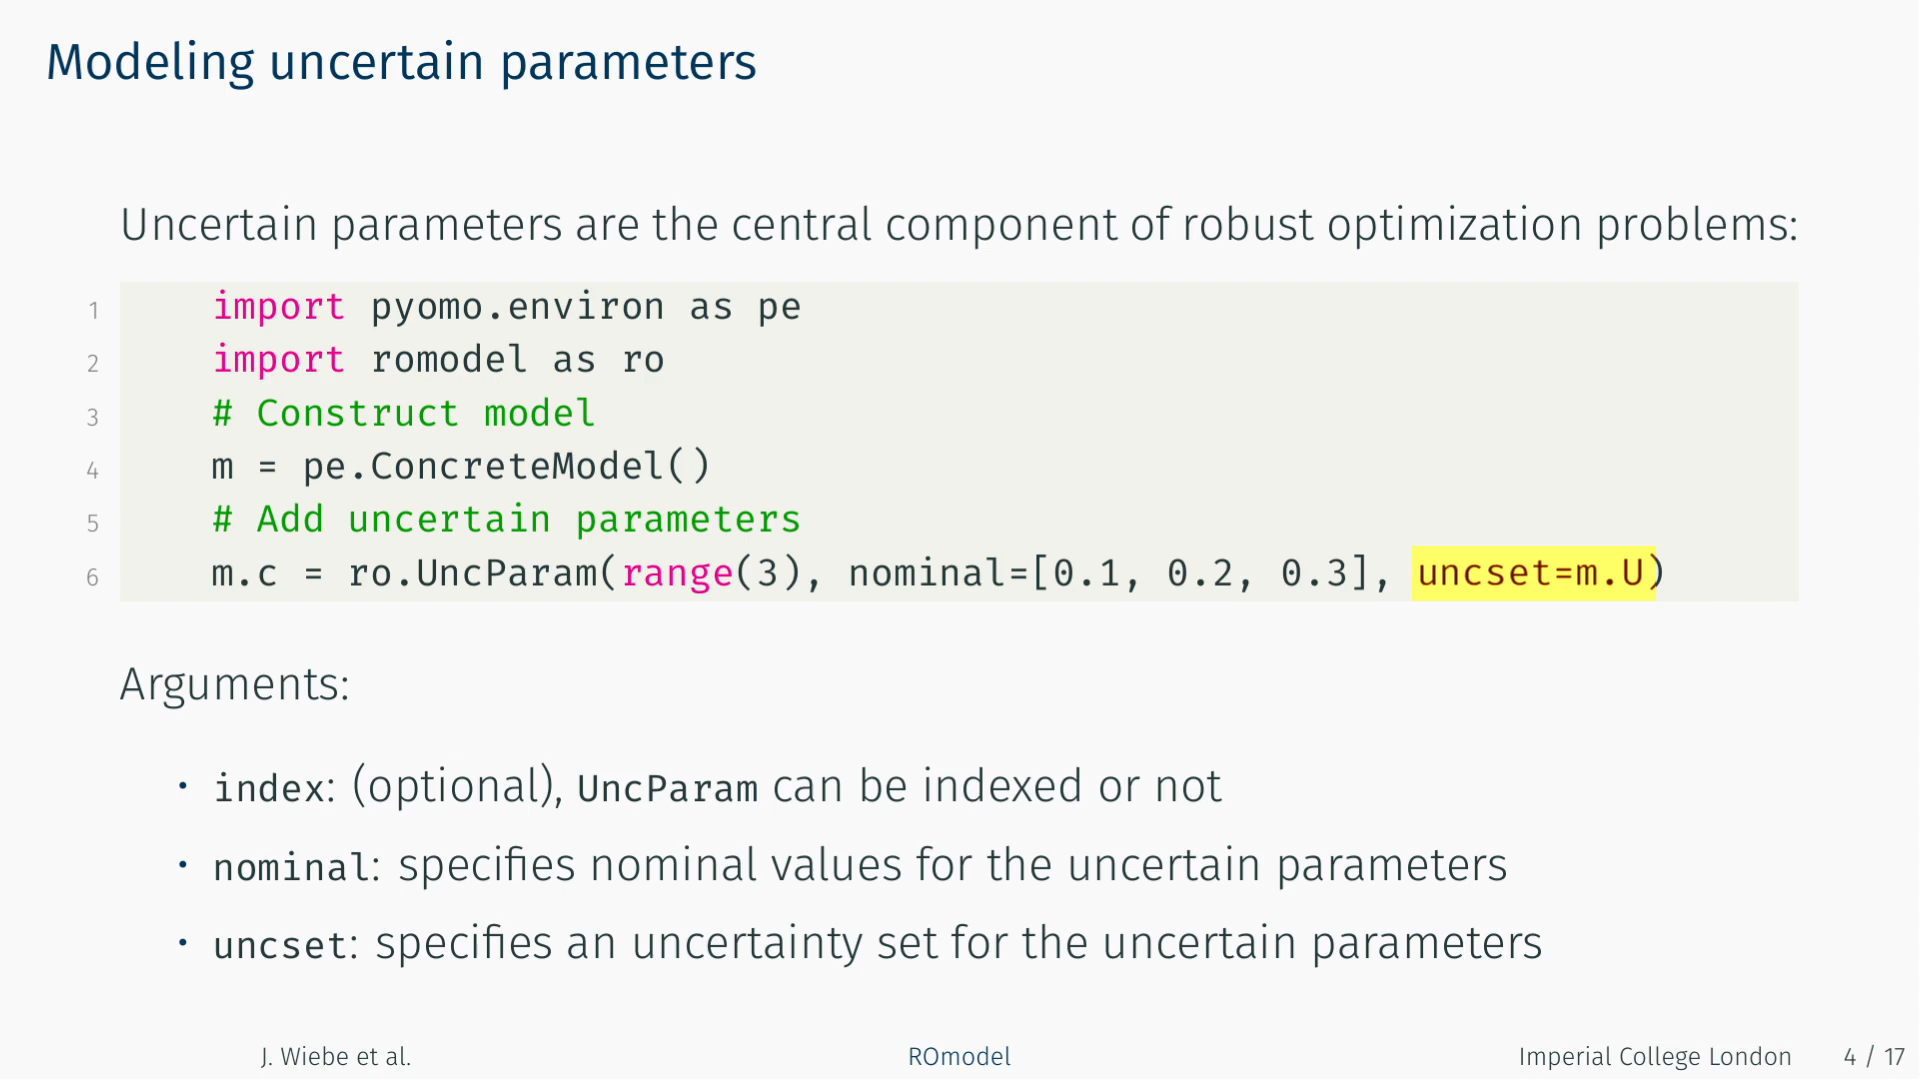 Modeling uncertain parameters
Uncertain parameters are the central component of robust optimization problems:
1 import pyomo.environ as pe
2 import romodel as ro
3 # Construct model
4 m = pe.ConcreteModel()
5 # Add uncertain parameters
6 m.c = ro.UncParam(range(3), nominal=[0.1, 0.2, 0.3], uncset=m.U)
Arguments:
• index: (optional), UncParam can be indexed or not
• nominal: specifies nominal values for the uncertain parameters
• uncset: specifies an uncertainty set for the uncertain parameters
J. Wiebe et al. ROmodel Imperial College London 4 / 17